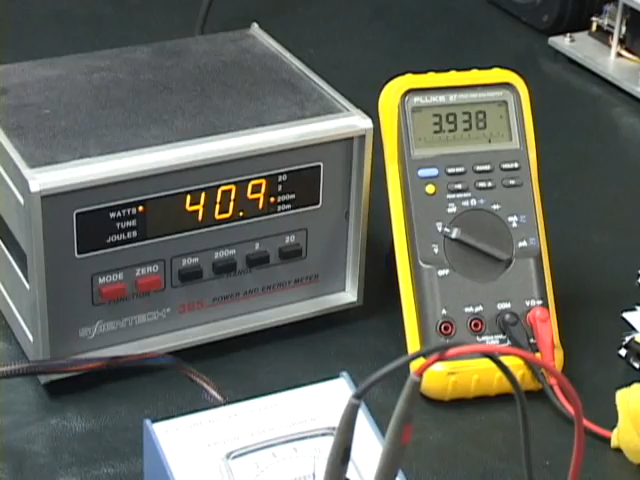 WATTS
TUNE
JOULES
40.9
20
2
200m
20m
MODE ZERO
20m 200m 2 20
365 POWER AND ENERGY METER
SCIENTECH
FLUKE 87
3.938
OFF
A
COM